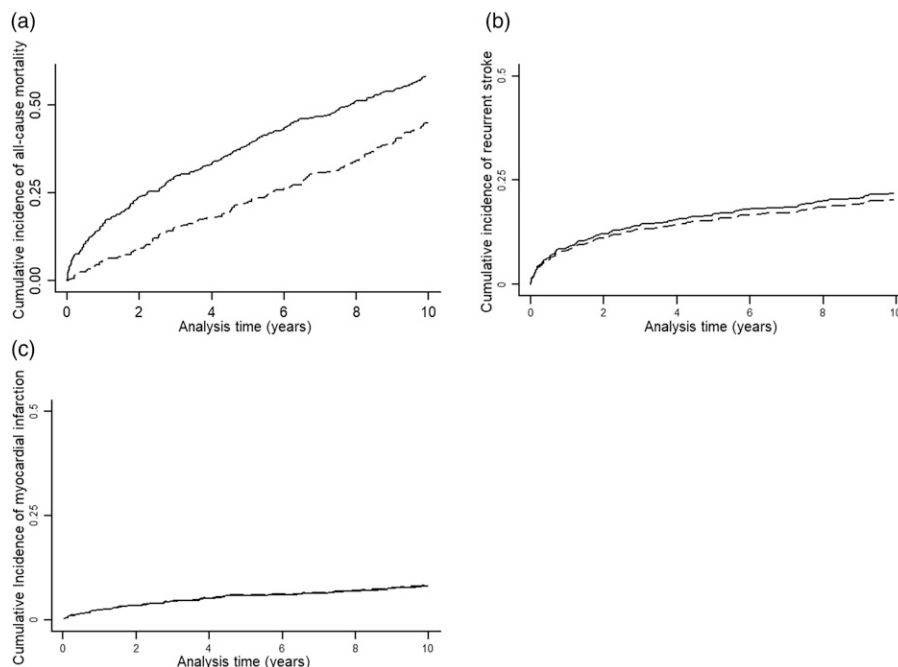 (a)
Cumulative incidence of all-cause mortality
0.50
0.25
0.00
0 2 4 6 8 10
Analysis time (years)
(b)
Cumulative incidence of recurrent stroke
0.5
0.25
0
0 2 4 6 8 10
Analysis time (years)
(c)
Cumulative Incidence of myocardial infarction
0.5
0.25
0
0 2 4 6 8 10
Analysis time (years)